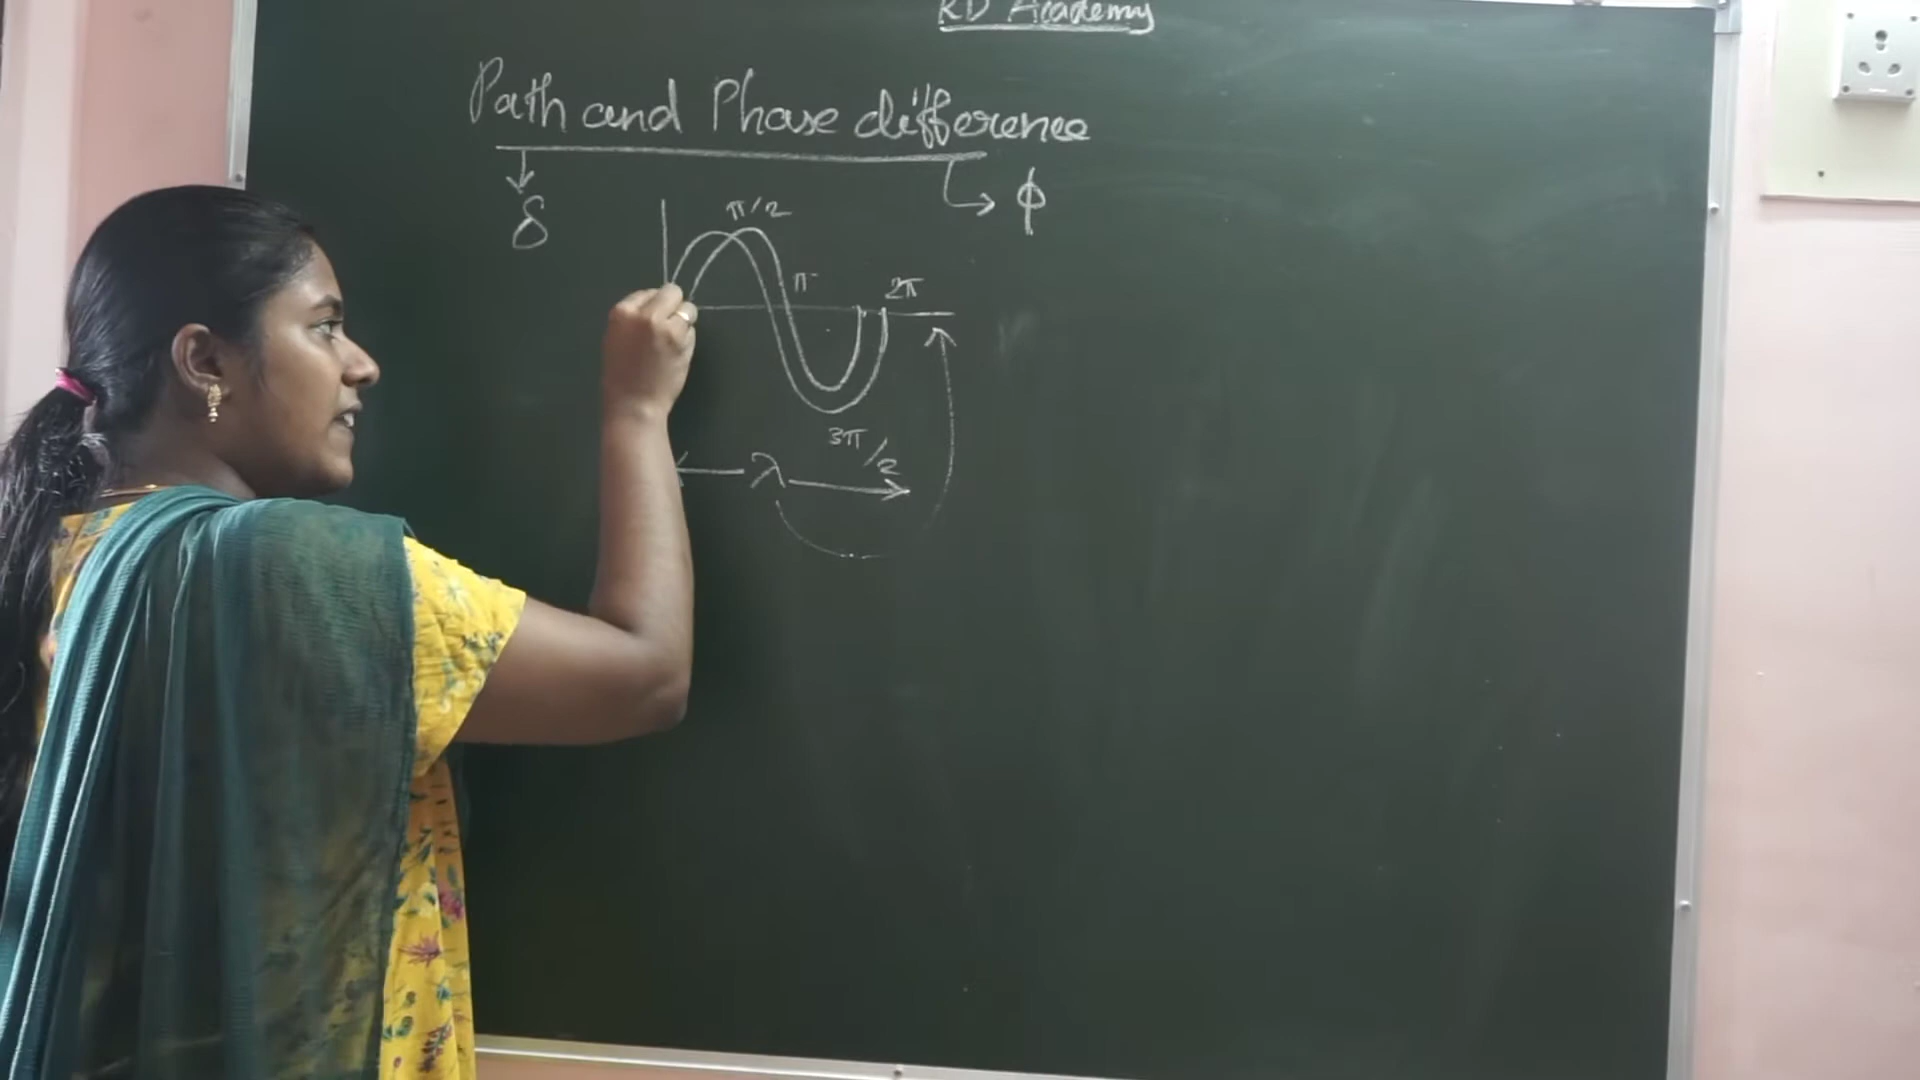 RD Academy
Path and Phase difference
δ
ϕ
π/2
π
2π
3π/2
λ